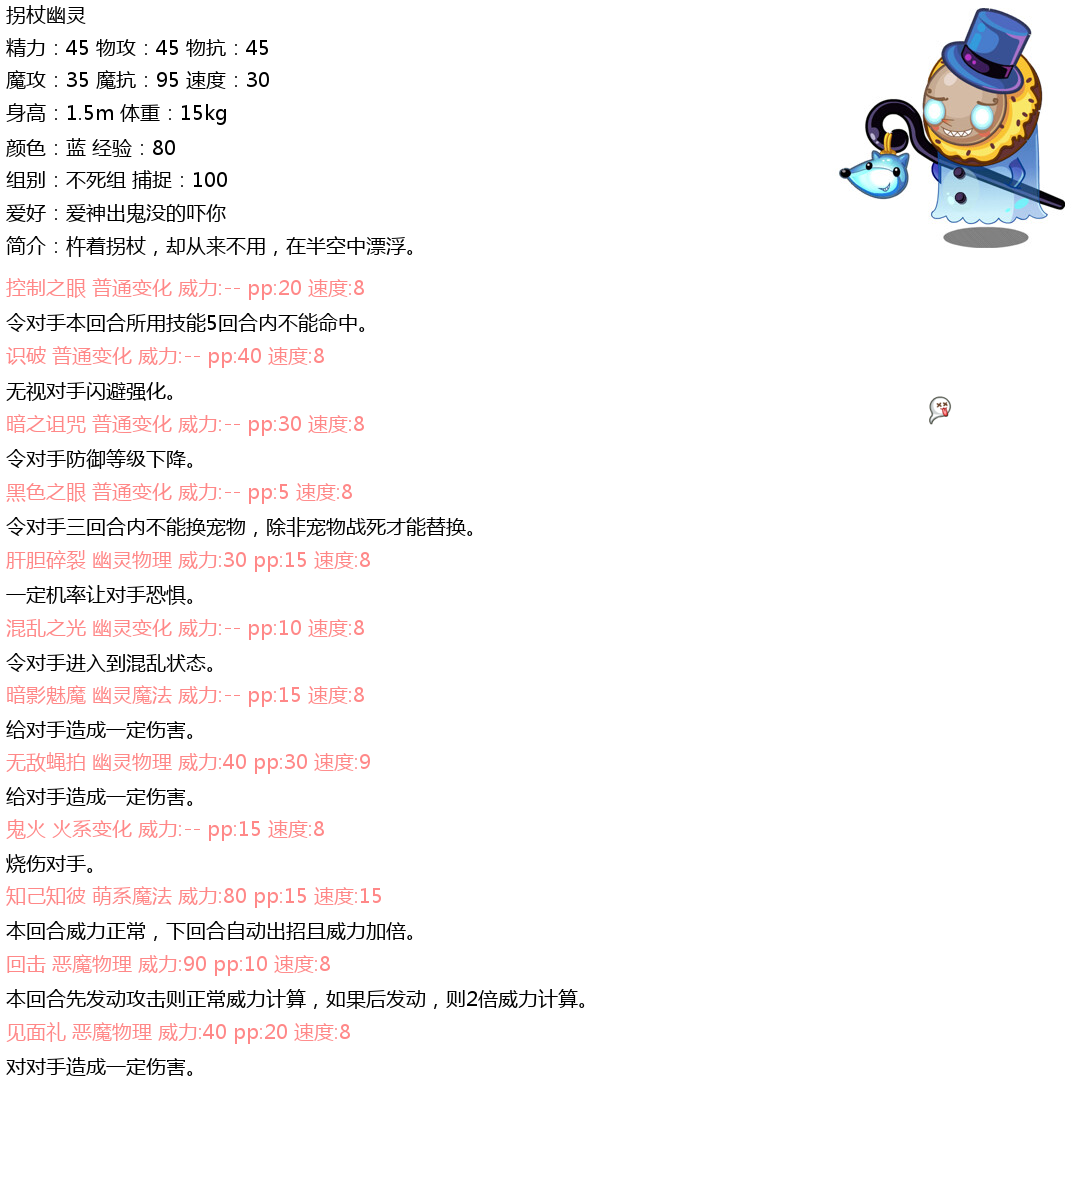 拐杖幽灵
精力：45 物攻：45 物抗：45
魔攻：35 魔抗：95 速度：30
身高：1.5m 体重：15kg
颜色：蓝 经验：80
组别：不死组 捕捉：100
爱好：爱神出鬼没的吓你
简介：杵着拐杖，却从来不用，在半空中漂浮。
控制之眼 普通变化 威力:-- pp:20 速度:8
令对手本回合所用技能5回合内不能命中。
识破 普通变化 威力:-- pp:40 速度:8
无视对手闪避强化。
暗之诅咒 普通变化 威力:-- pp:30 速度:8
令对手防御等级下降。
黑色之眼 普通变化 威力:-- pp:5 速度:8
令对手三回合内不能换宠物，除非宠物战死才能替换。
肝胆碎裂 幽灵物理 威力:30 pp:15 速度:8
一定机率让对手恐惧。
混乱之光 幽灵变化 威力:-- pp:10 速度:8
令对手进入到混乱状态。
暗影魅魔 幽灵魔法 威力:-- pp:15 速度:8
给对手造成一定伤害。
无敌蝇拍 幽灵物理 威力:40 pp:30 速度:9
给对手造成一定伤害。
鬼火 火系变化 威力:-- pp:15 速度:8
烧伤对手。
知己知彼 萌系魔法 威力:80 pp:15 速度:15
本回合威力正常，下回合自动出招且威力加倍。
回击 恶魔物理 威力:90 pp:10 速度:8
本回合先发动攻击则正常威力计算，如果后发动，则2倍威力计算。
见面礼 恶魔物理 威力:40 pp:20 速度:8
对对手造成一定伤害。